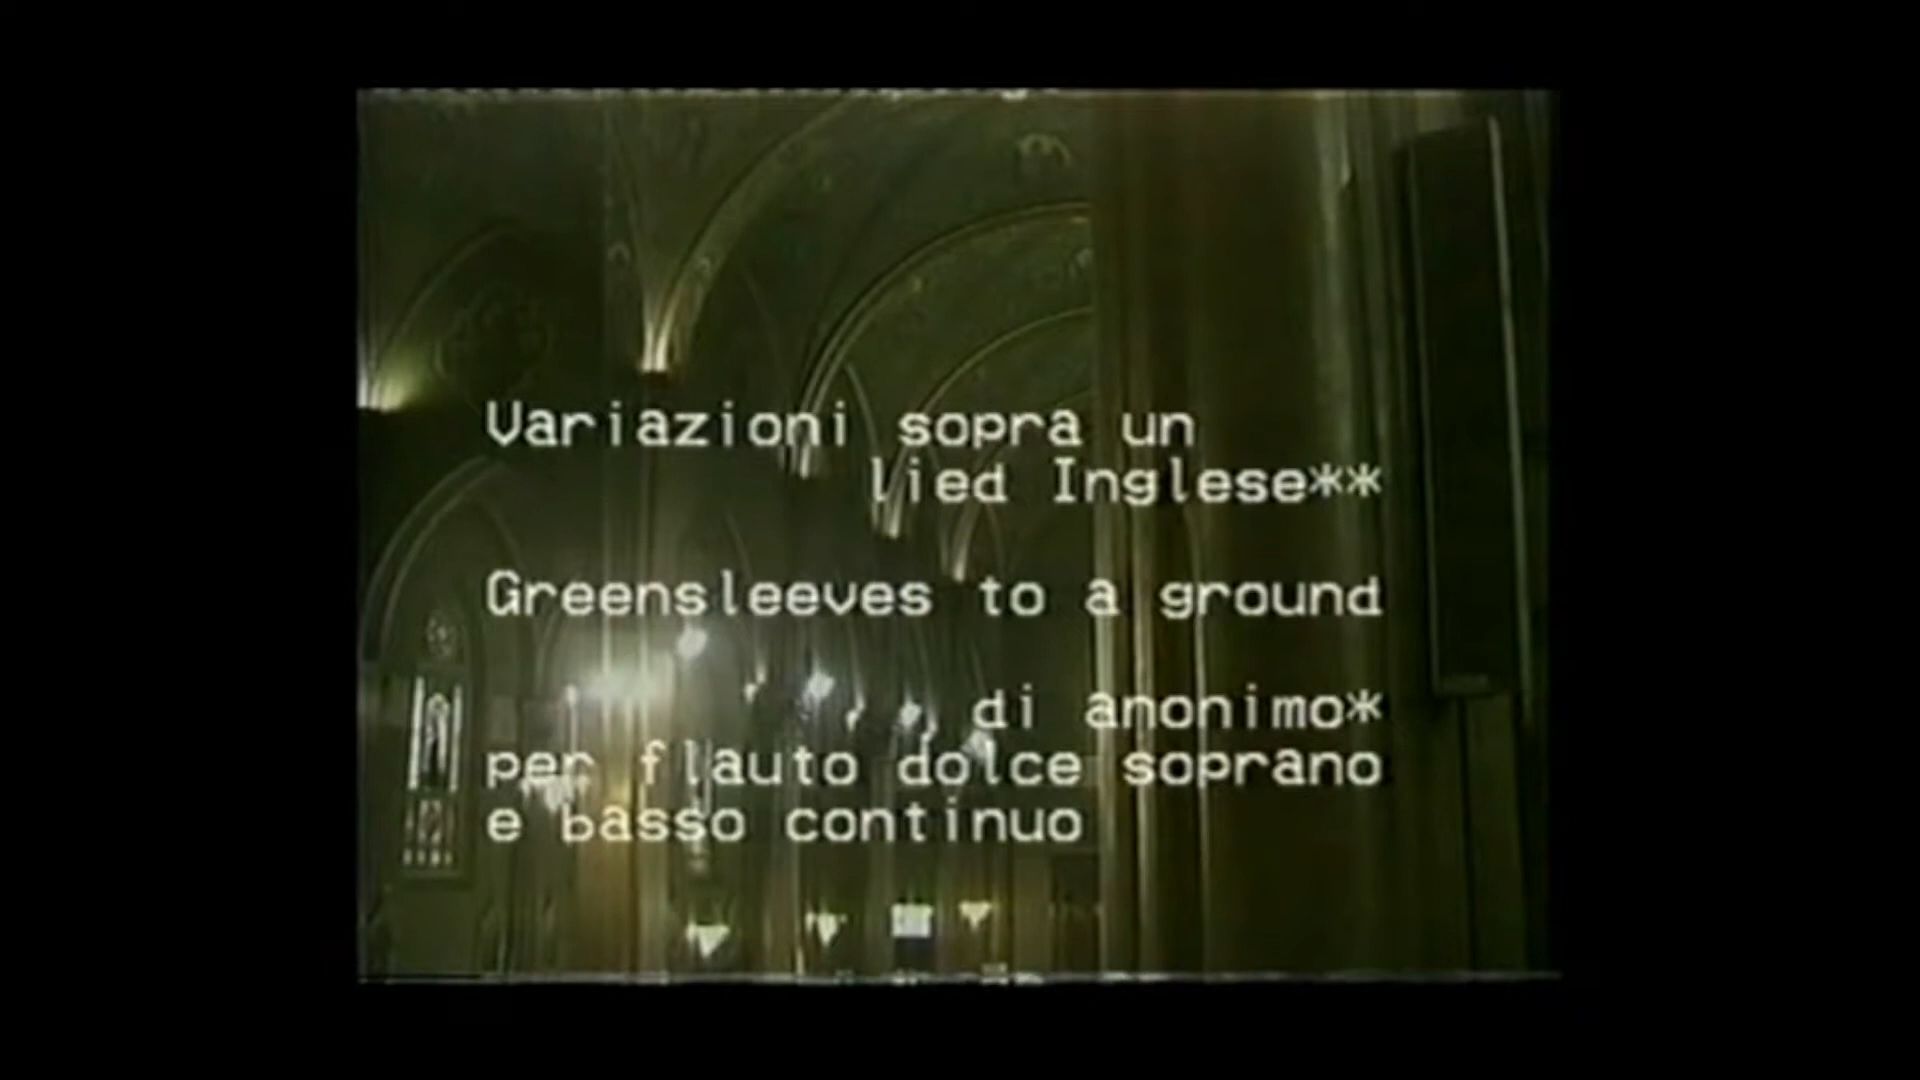 Variazioni sopra un
lied Inglese**
Greensleeves to a ground
di anonimo*
per flauto dolce soprano
e basso continuo